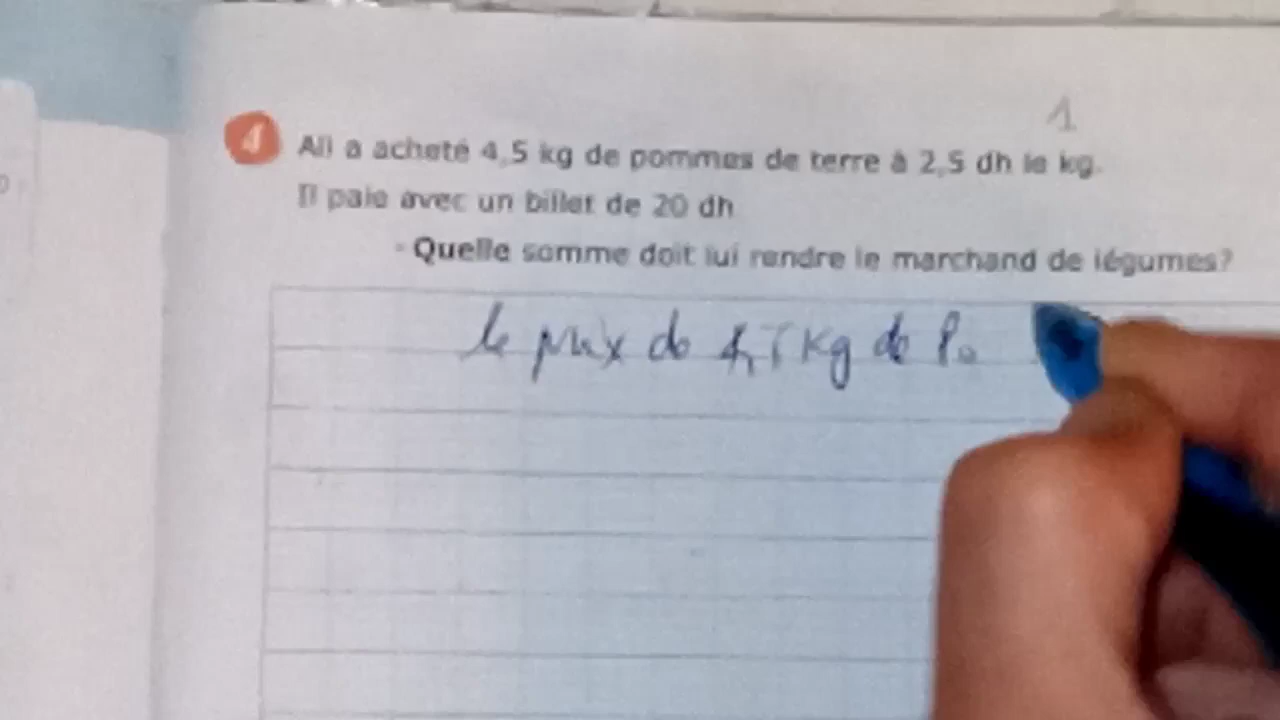 1
4 Ali a acheté 4,5 kg de pommes de terre à 2,5 dh le kg.
Il paie avec un billet de 20 dh
- Quelle somme doit lui rendre le marchand de légumes?
le prix de 4,5 Kg de Po